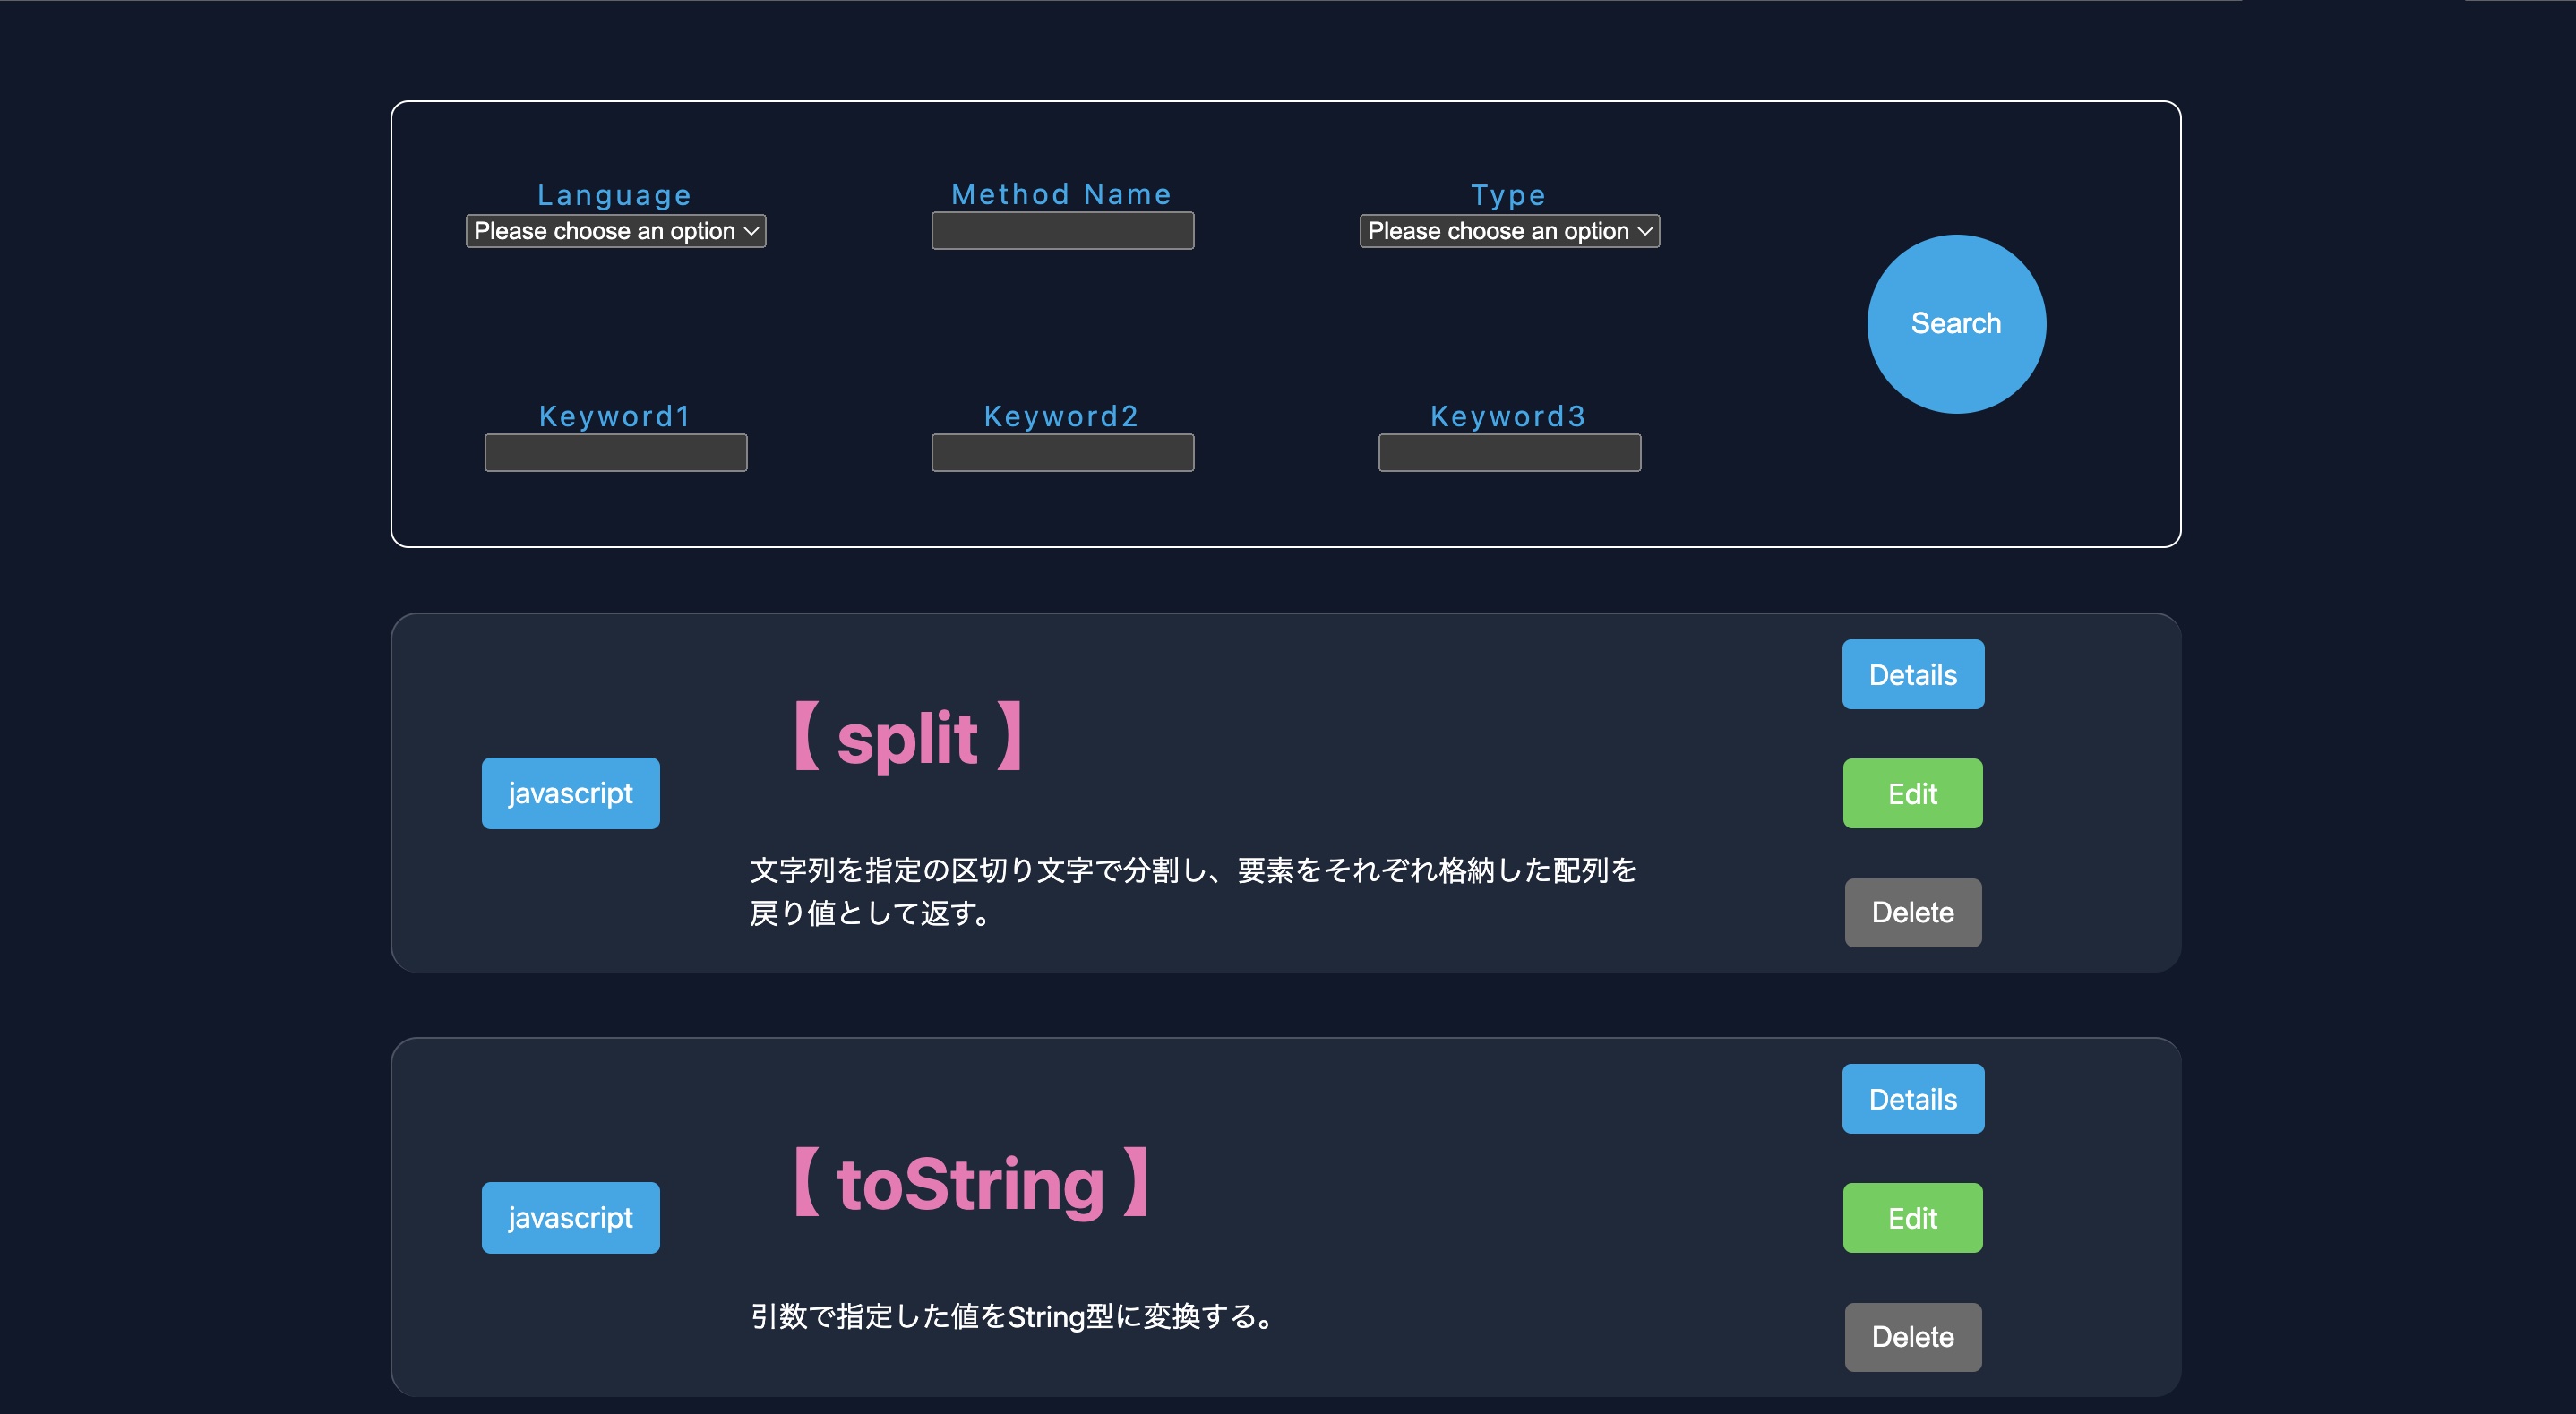 Language
Method Name
Type
Please choose an option
Please choose an option
Search
Keyword1
Keyword2
Keyword3
javascript
【 split 】
文字列を指定の区切り文字で分割し、要素をそれぞれ格納した配列を
戻り値として返す。
Details
Edit
Delete
javascript
【 toString 】
引数で指定した値をString型に変換する。
Details
Edit
Delete